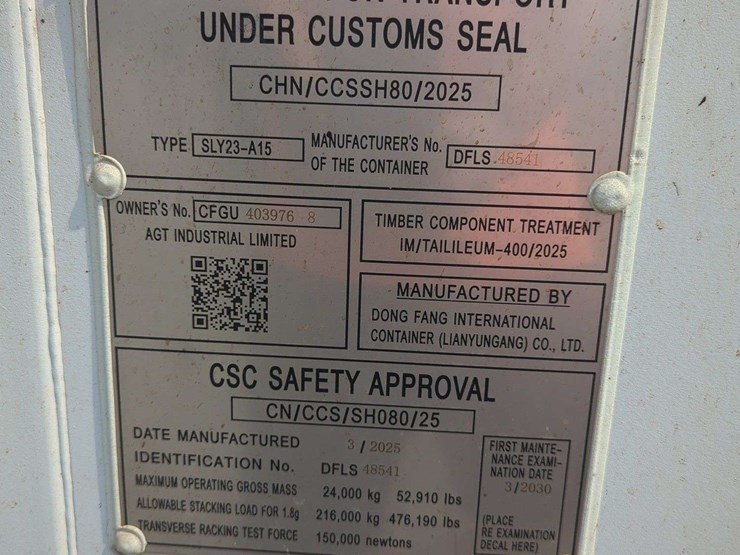 UNDER CUSTOMS SEAL
CHN/CCSSH80/2025
TYPE SLY23-A15
MANUFACTURER'S No.
OF THE CONTAINER
DFLS.48541
OWNER'S No. CFGU 403976 8
AGT INDUSTRIAL LIMITED
TIMBER COMPONENT TREATMENT
IM/TAILILEUM-400/2025
MANUFACTURED BY
DONG FANG INTERNATIONAL
CONTAINER (LIANYUNGANG) CO., LTD.
CSC SAFETY APPROVAL
CN/CCS/SH080/25
DATE MANUFACTURED 3 / 2025
IDENTIFICATION No. DFLS 48541
MAXIMUM OPERATING GROSS MASS 24,000 kg 52,910 lbs
ALLOWABLE STACKING LOAD FOR 1.8g 216,000 kg 476,190 lbs
TRANSVERSE RACKING TEST FORCE 150,000 newtons
FIRST MAINTE-
NANCE EXAMI-
NATION DATE
3/2030
(PLACE
RE EXAMINATION
DECAL HERE)